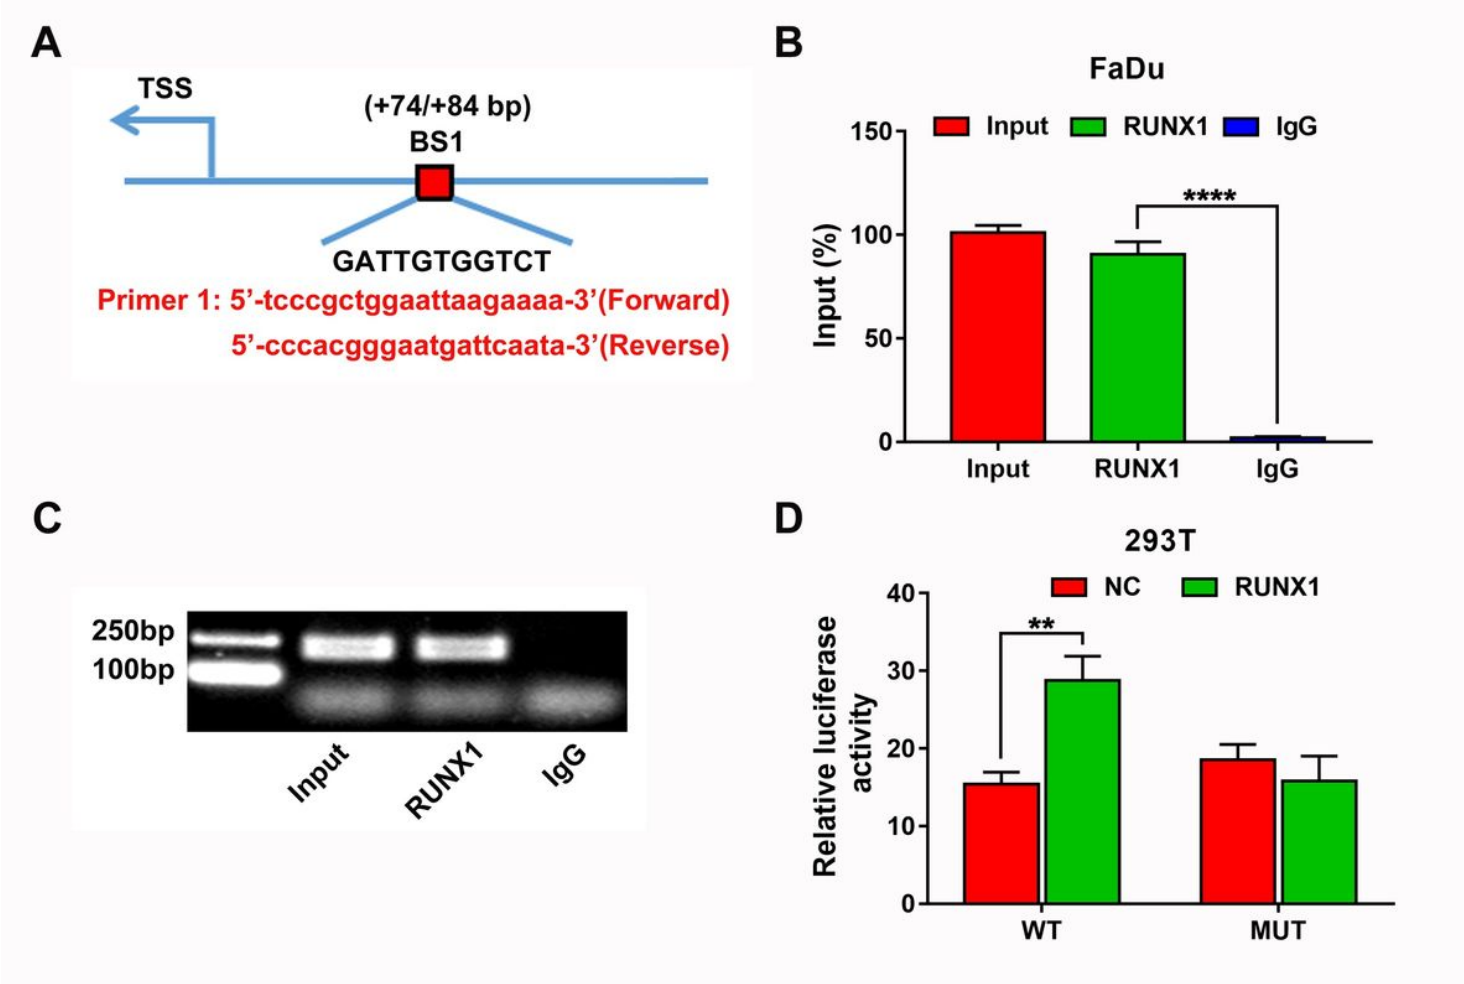 A
TSS
(+74/+84 bp)
BS1
GATTGTGGTCT
Primer 1: 5’-tcccgctggaattaagaaaa-3’(Forward)
5’-cccacgggaatgattcaata-3’(Reverse)
B
FaDu
Input RUNX1 IgG
****
Input (%)
150
100
50
0
Input RUNX1 IgG
C
250bp
100bp
Input RUNX1 IgG
D
293T
NC RUNX1
**
Relative luciferase
activity
40
30
20
10
0
WT MUT